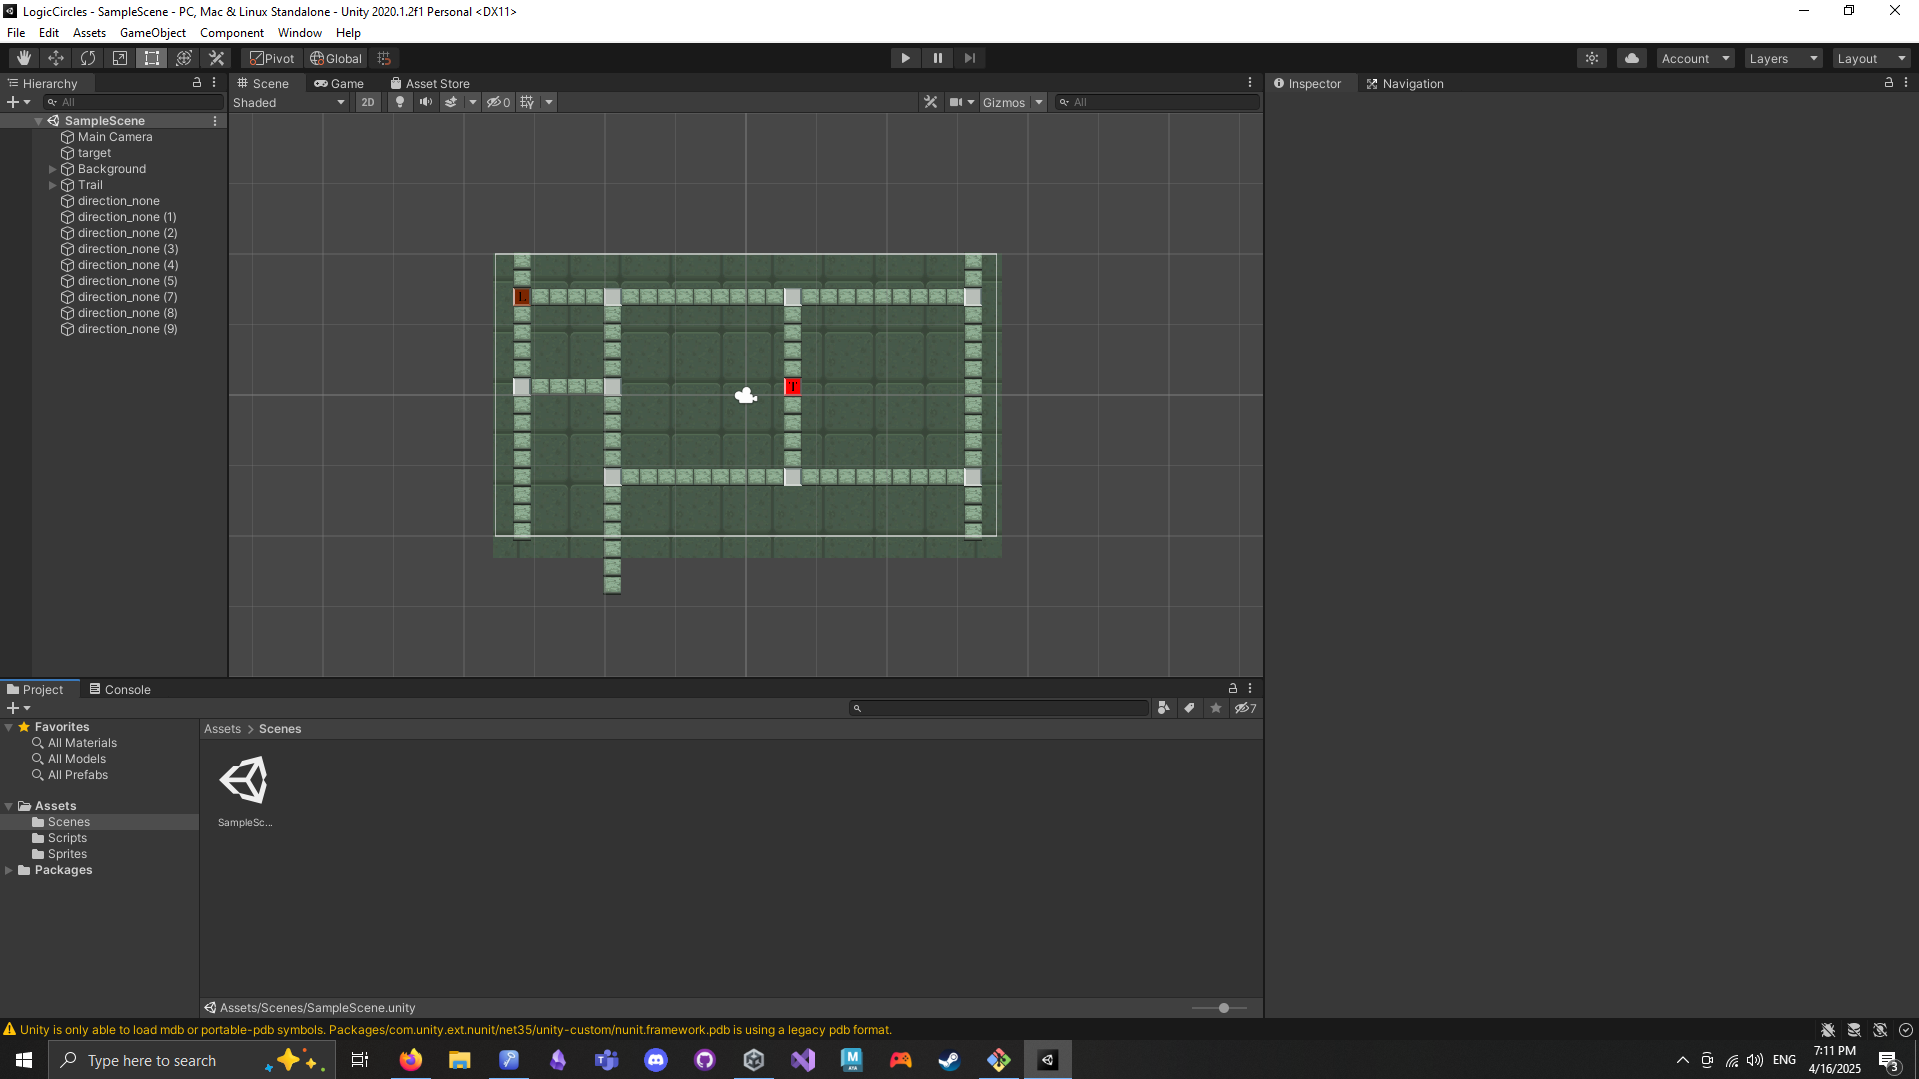 LogicCircles - SampleScene - PC, Mac & Linux Standalone - Unity 2020.1.2f1 Personal <DX11>
File Edit Assets GameObject Component Window Help
Pivot Global Account Layers Layout
Hierarchy Scene Game Asset Store Inspector Navigation
All Shaded 2D 0 Gizmos All
SampleScene
Main Camera
target
Background
Trail
direction_none
direction_none (1)
direction_none (2)
direction_none (3)
direction_none (4)
direction_none (5)
direction_none (7)
direction_none (8)
direction_none (9)
L
T
Project Console
7
Favorites
All Materials
All Models
All Prefabs
Assets
Scenes
Scripts
Sprites
Packages
Assets > Scenes
SampleSc...
Assets/Scenes/SampleScene.unity
Unity is only able to load mdb or portable-pdb symbols. Packages/com.unity.ext.nunit/net35/unity-custom/nunit.framework.pdb is using a legacy pdb format.
Type here to search
M
AYA
ENG
7:11 PM
4/16/2025
3